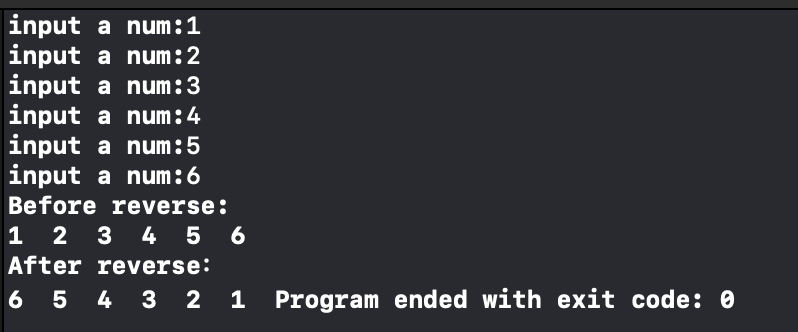 input a num:1
input a num:2
input a num:3
input a num:4
input a num:5
input a num:6
Before reverse:
1  2  3  4  5  6
After reverse：
6  5  4  3  2  1  Program ended with exit code: 0